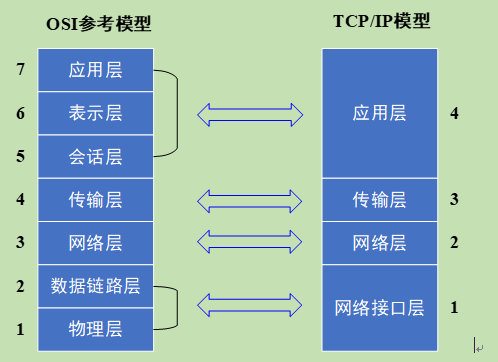 OSI参考模型 TCP/IP模型
7 应用层
6 表示层 应用层 4
5 会话层
4 传输层 传输层 3
3 网络层 网络层 2
2 数据链路层
网络接口层 1
1 物理层